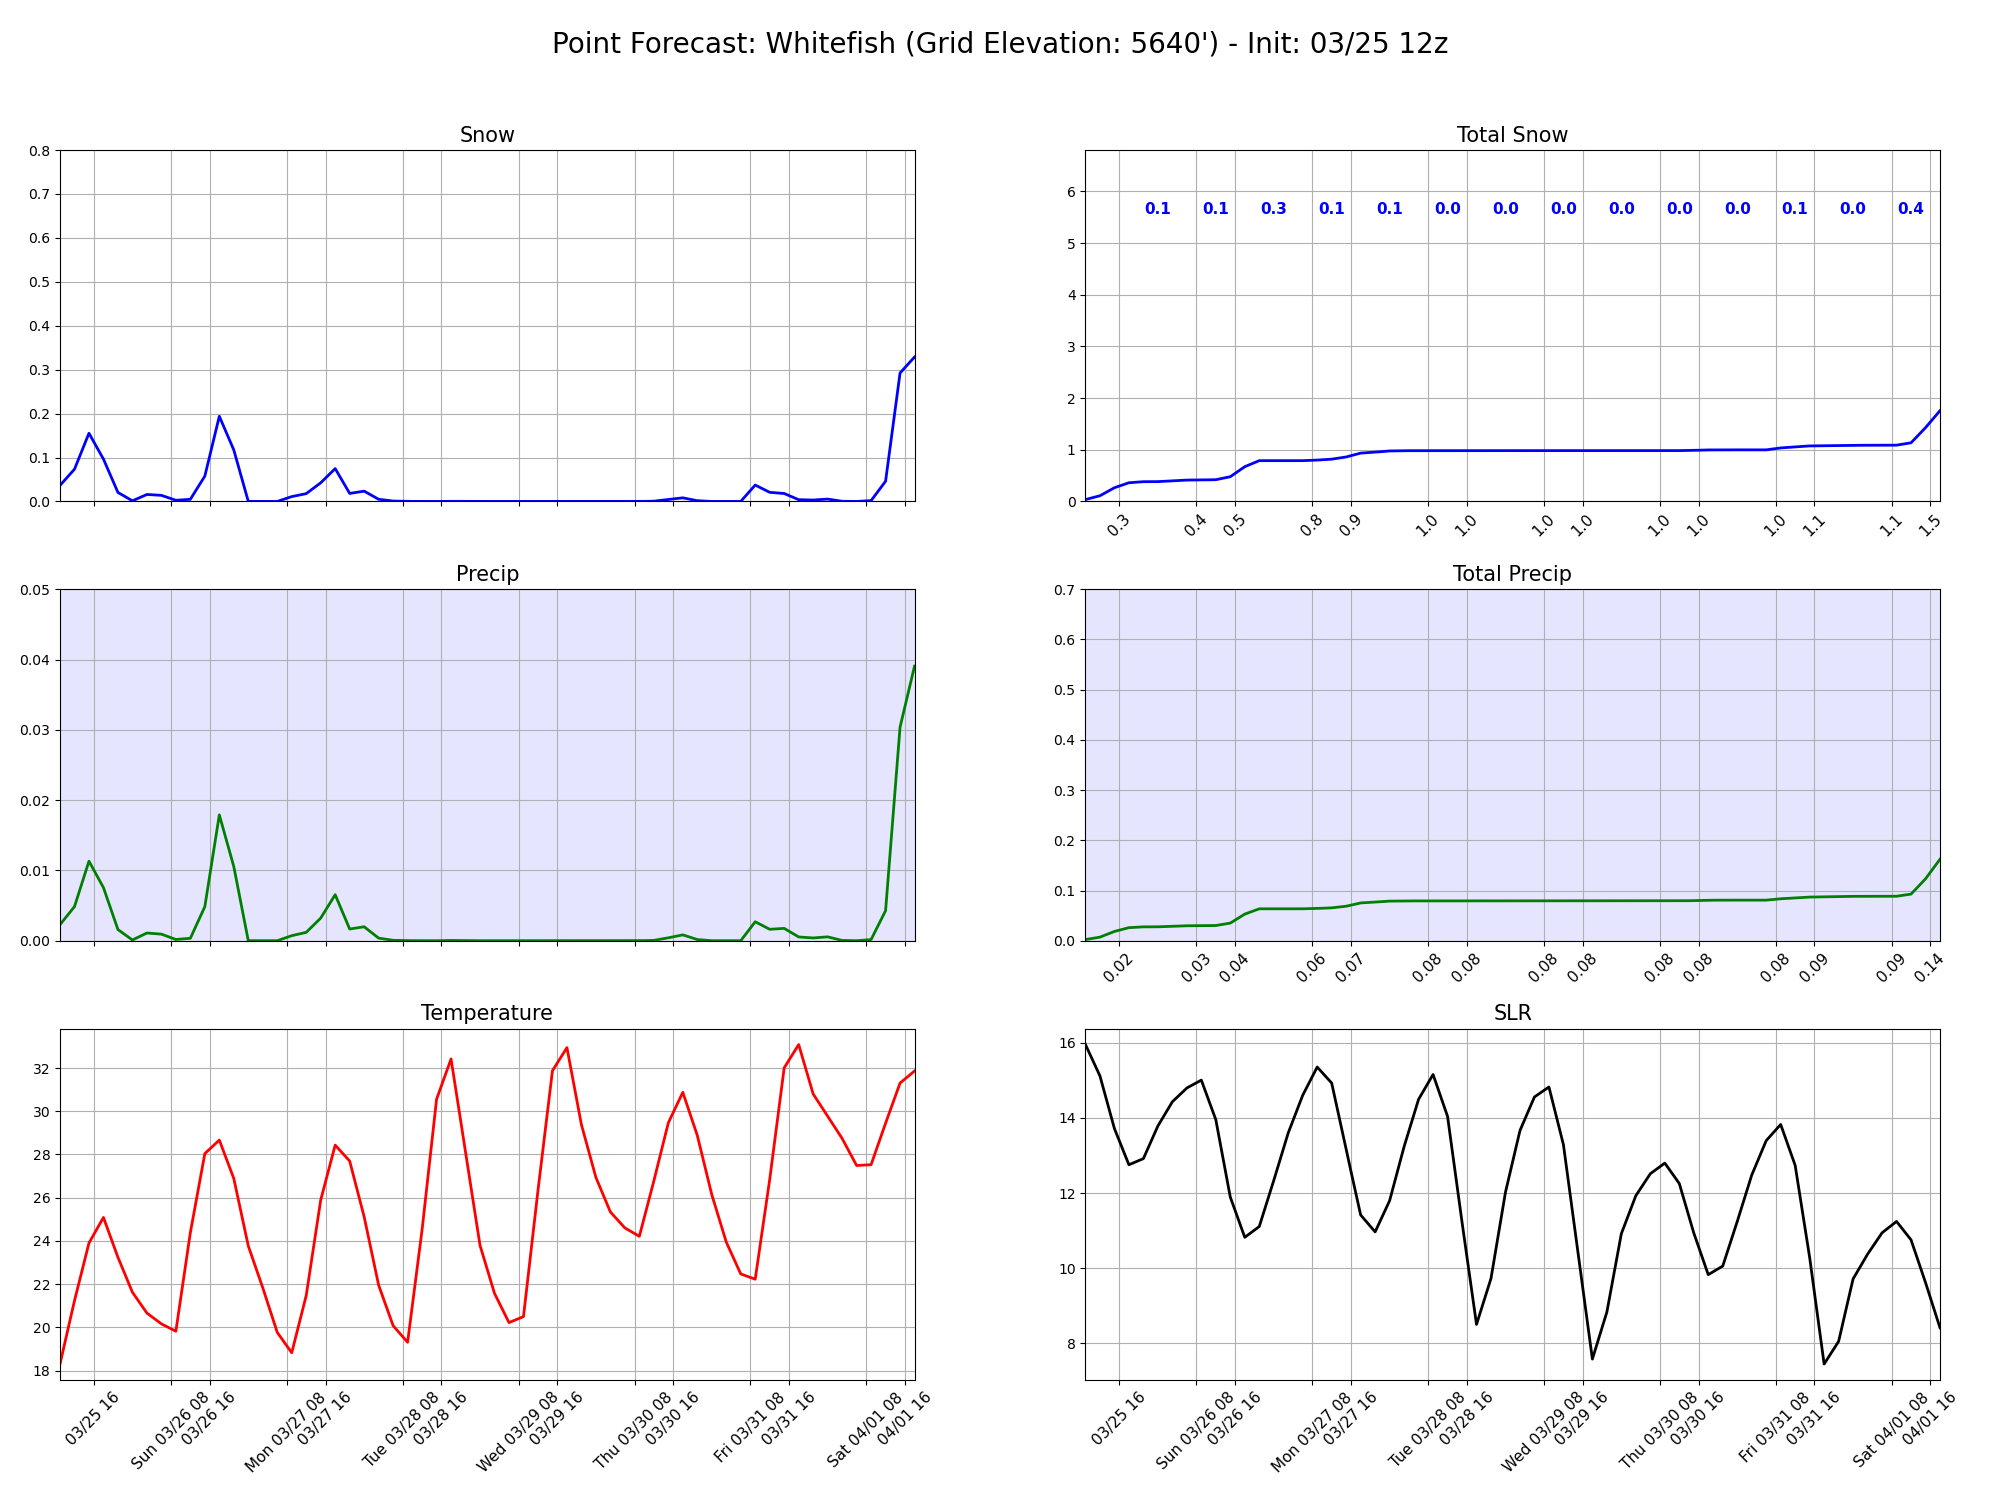 Point Forecast: Whitefish (Grid Elevation: 5640') - Init: 03/25 12z
Snow
0.8
0.7
0.6
0.5
0.4
0.3
0.2
0.1
0.0
Total Snow
6
5
4
3
2
1
0
0.1 0.1 0.3 0.1 0.1 0.0 0.0 0.0 0.0 0.0 0.0 0.1 0.0 0.4
0.3 0.4 0.5 0.8 0.9 1.0 1.0 1.0 1.0 1.0 1.0 1.0 1.1 1.1 1.5
Precip
0.05
0.04
0.03
0.02
0.01
0.00
Total Precip
0.7
0.6
0.5
0.4
0.3
0.2
0.1
0.0
0.02 0.03 0.04 0.06 0.07 0.08 0.08 0.08 0.08 0.08 0.08 0.08 0.09 0.09 0.14
Temperature
32
30
28
26
24
22
20
18
03/25 16
Sun 03/26 08
03/26 16
Mon 03/27 08
03/27 16
Tue 03/28 08
03/28 16
Wed 03/29 08
03/29 16
Thu 03/30 08
03/30 16
Fri 03/31 08
03/31 16
Sat 04/01 08
04/01 16
SLR
16
14
12
10
8
03/25 16
Sun 03/26 08
03/26 16
Mon 03/27 08
03/27 16
Tue 03/28 08
03/28 16
Wed 03/29 08
03/29 16
Thu 03/30 08
03/30 16
Fri 03/31 08
03/31 16
Sat 04/01 08
04/01 16